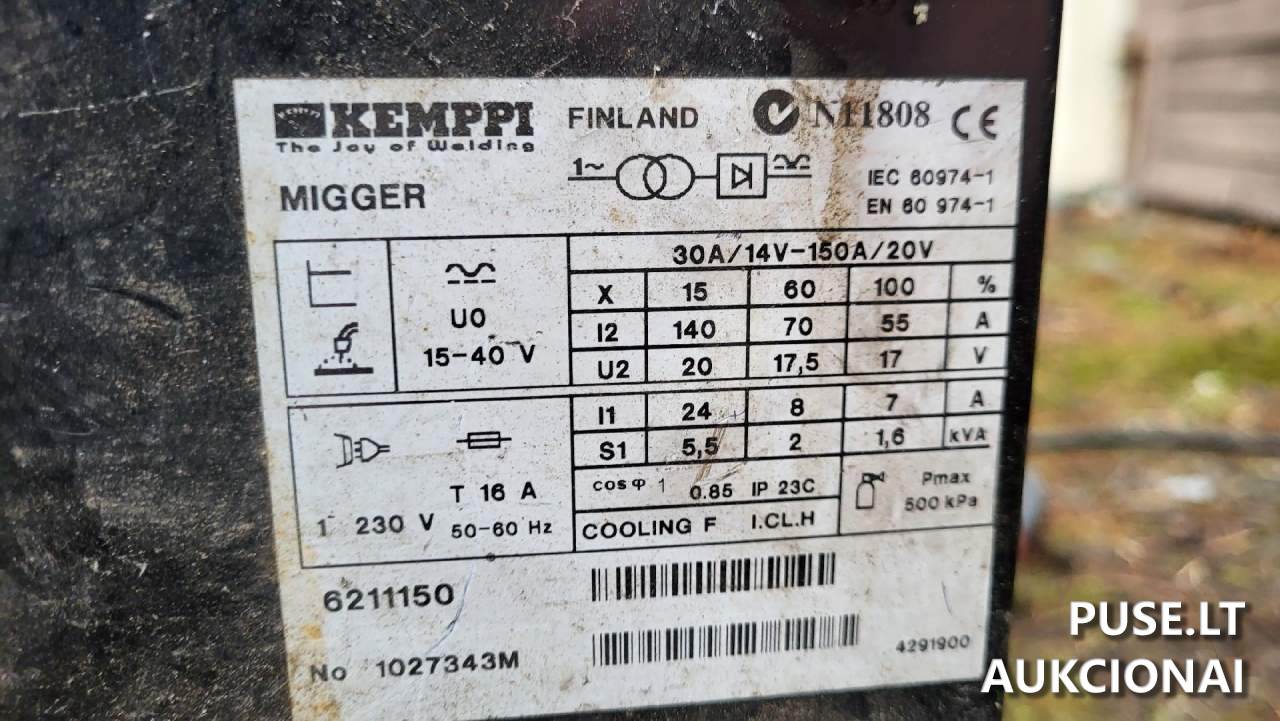 KEMPPI FINLAND N11808 CE
The Joy of Welding
1~
MIGGER
IEC 60974-1
EN 60 974-1
30A/14V-150A/20V
X 15 60 100 %
U0
I2 140 70 55 A
15-40 V
U2 20 17,5 17 V
I1 24 8 7 A
S1 5,5 2 1,6 kVA
T 16 A
cos φ 1 0.85 IP 23C
Pmax
500 kPa
1 230 V 50-60 Hz
COOLING F I.CL.H
6211150
No 1027343M
4291900
PUSE.LT
AUKCIONAI